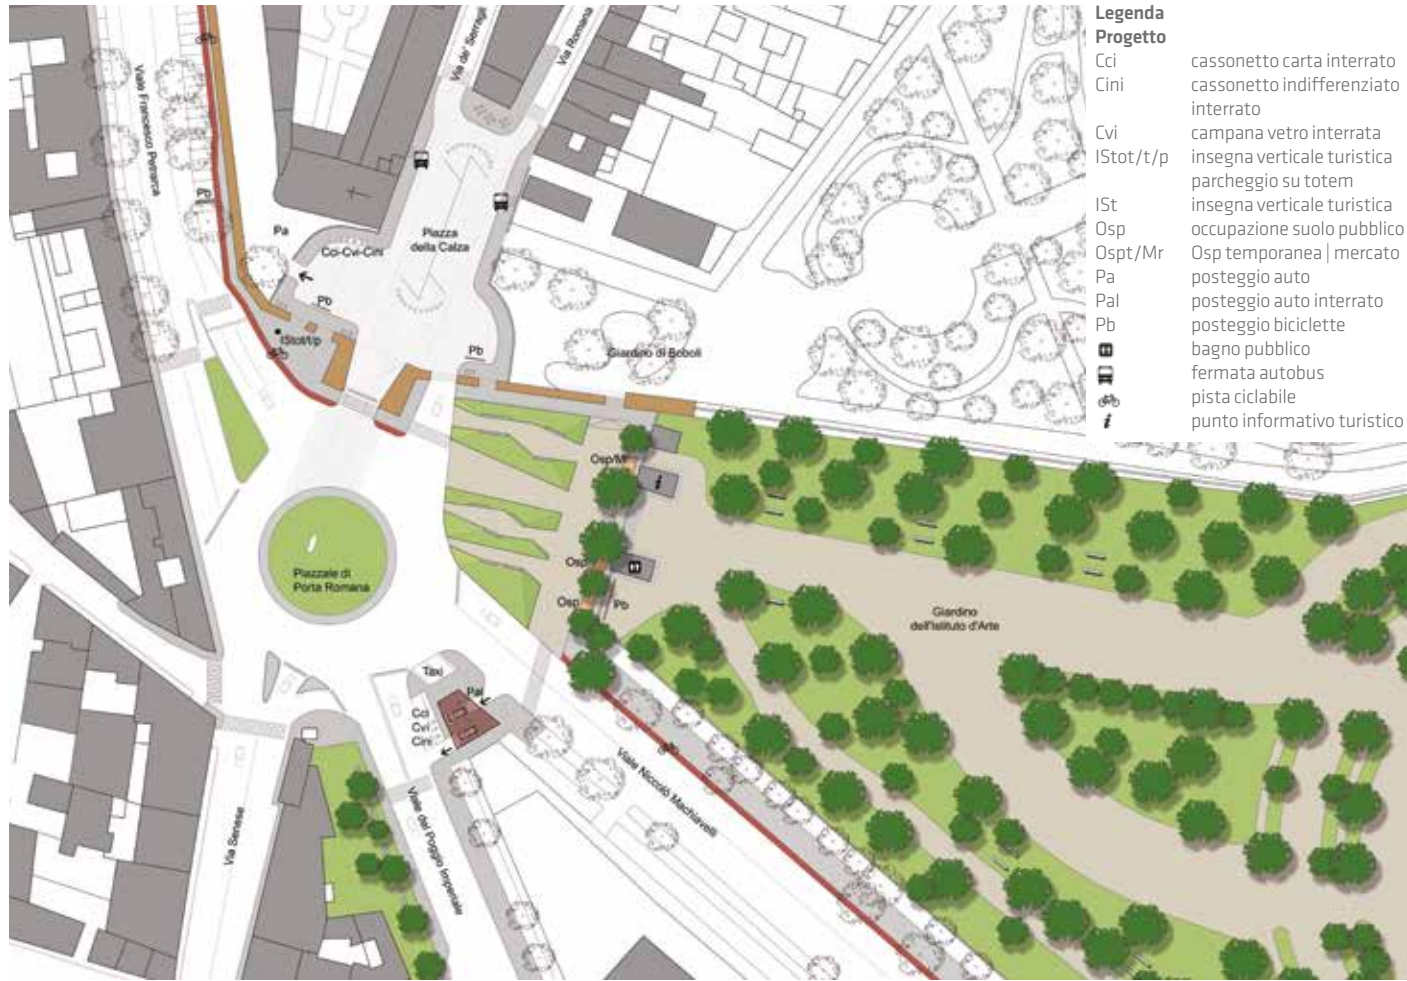 Legenda
Progetto
Cci cassonetto carta interrato
Cini cassonetto indifferenziato
interrato
Cvi campana vetro interrata
IStot/t/p insegna verticale turistica
parcheggio su totem
ISt insegna verticale turistica
Osp occupazione suolo pubblico
Ospt/Mr Osp temporanea | mercato
Pa posteggio auto
Pal posteggio auto interrato
Pb posteggio biciclette
bagno pubblico
fermata autobus
pista ciclabile
i punto informativo turistico
Viale Francesco Petrarca
Via de' Serragli
Via Romana
Pb
Pa
Cci-Cvi-Cini
Piazza
della Calza
Pb
IStot/t/p
Pb
Giardino di Boboli
Osp/Mr
i
Osp
Osp
Pb
Piazzale di
Porta Romana
Giardino
dell'Istituto d'Arte
Taxi
Pal
Cci
Cvi
Cini
Viale Niccolò Machiavelli
Viale del Poggio Imperiale
Via Senese